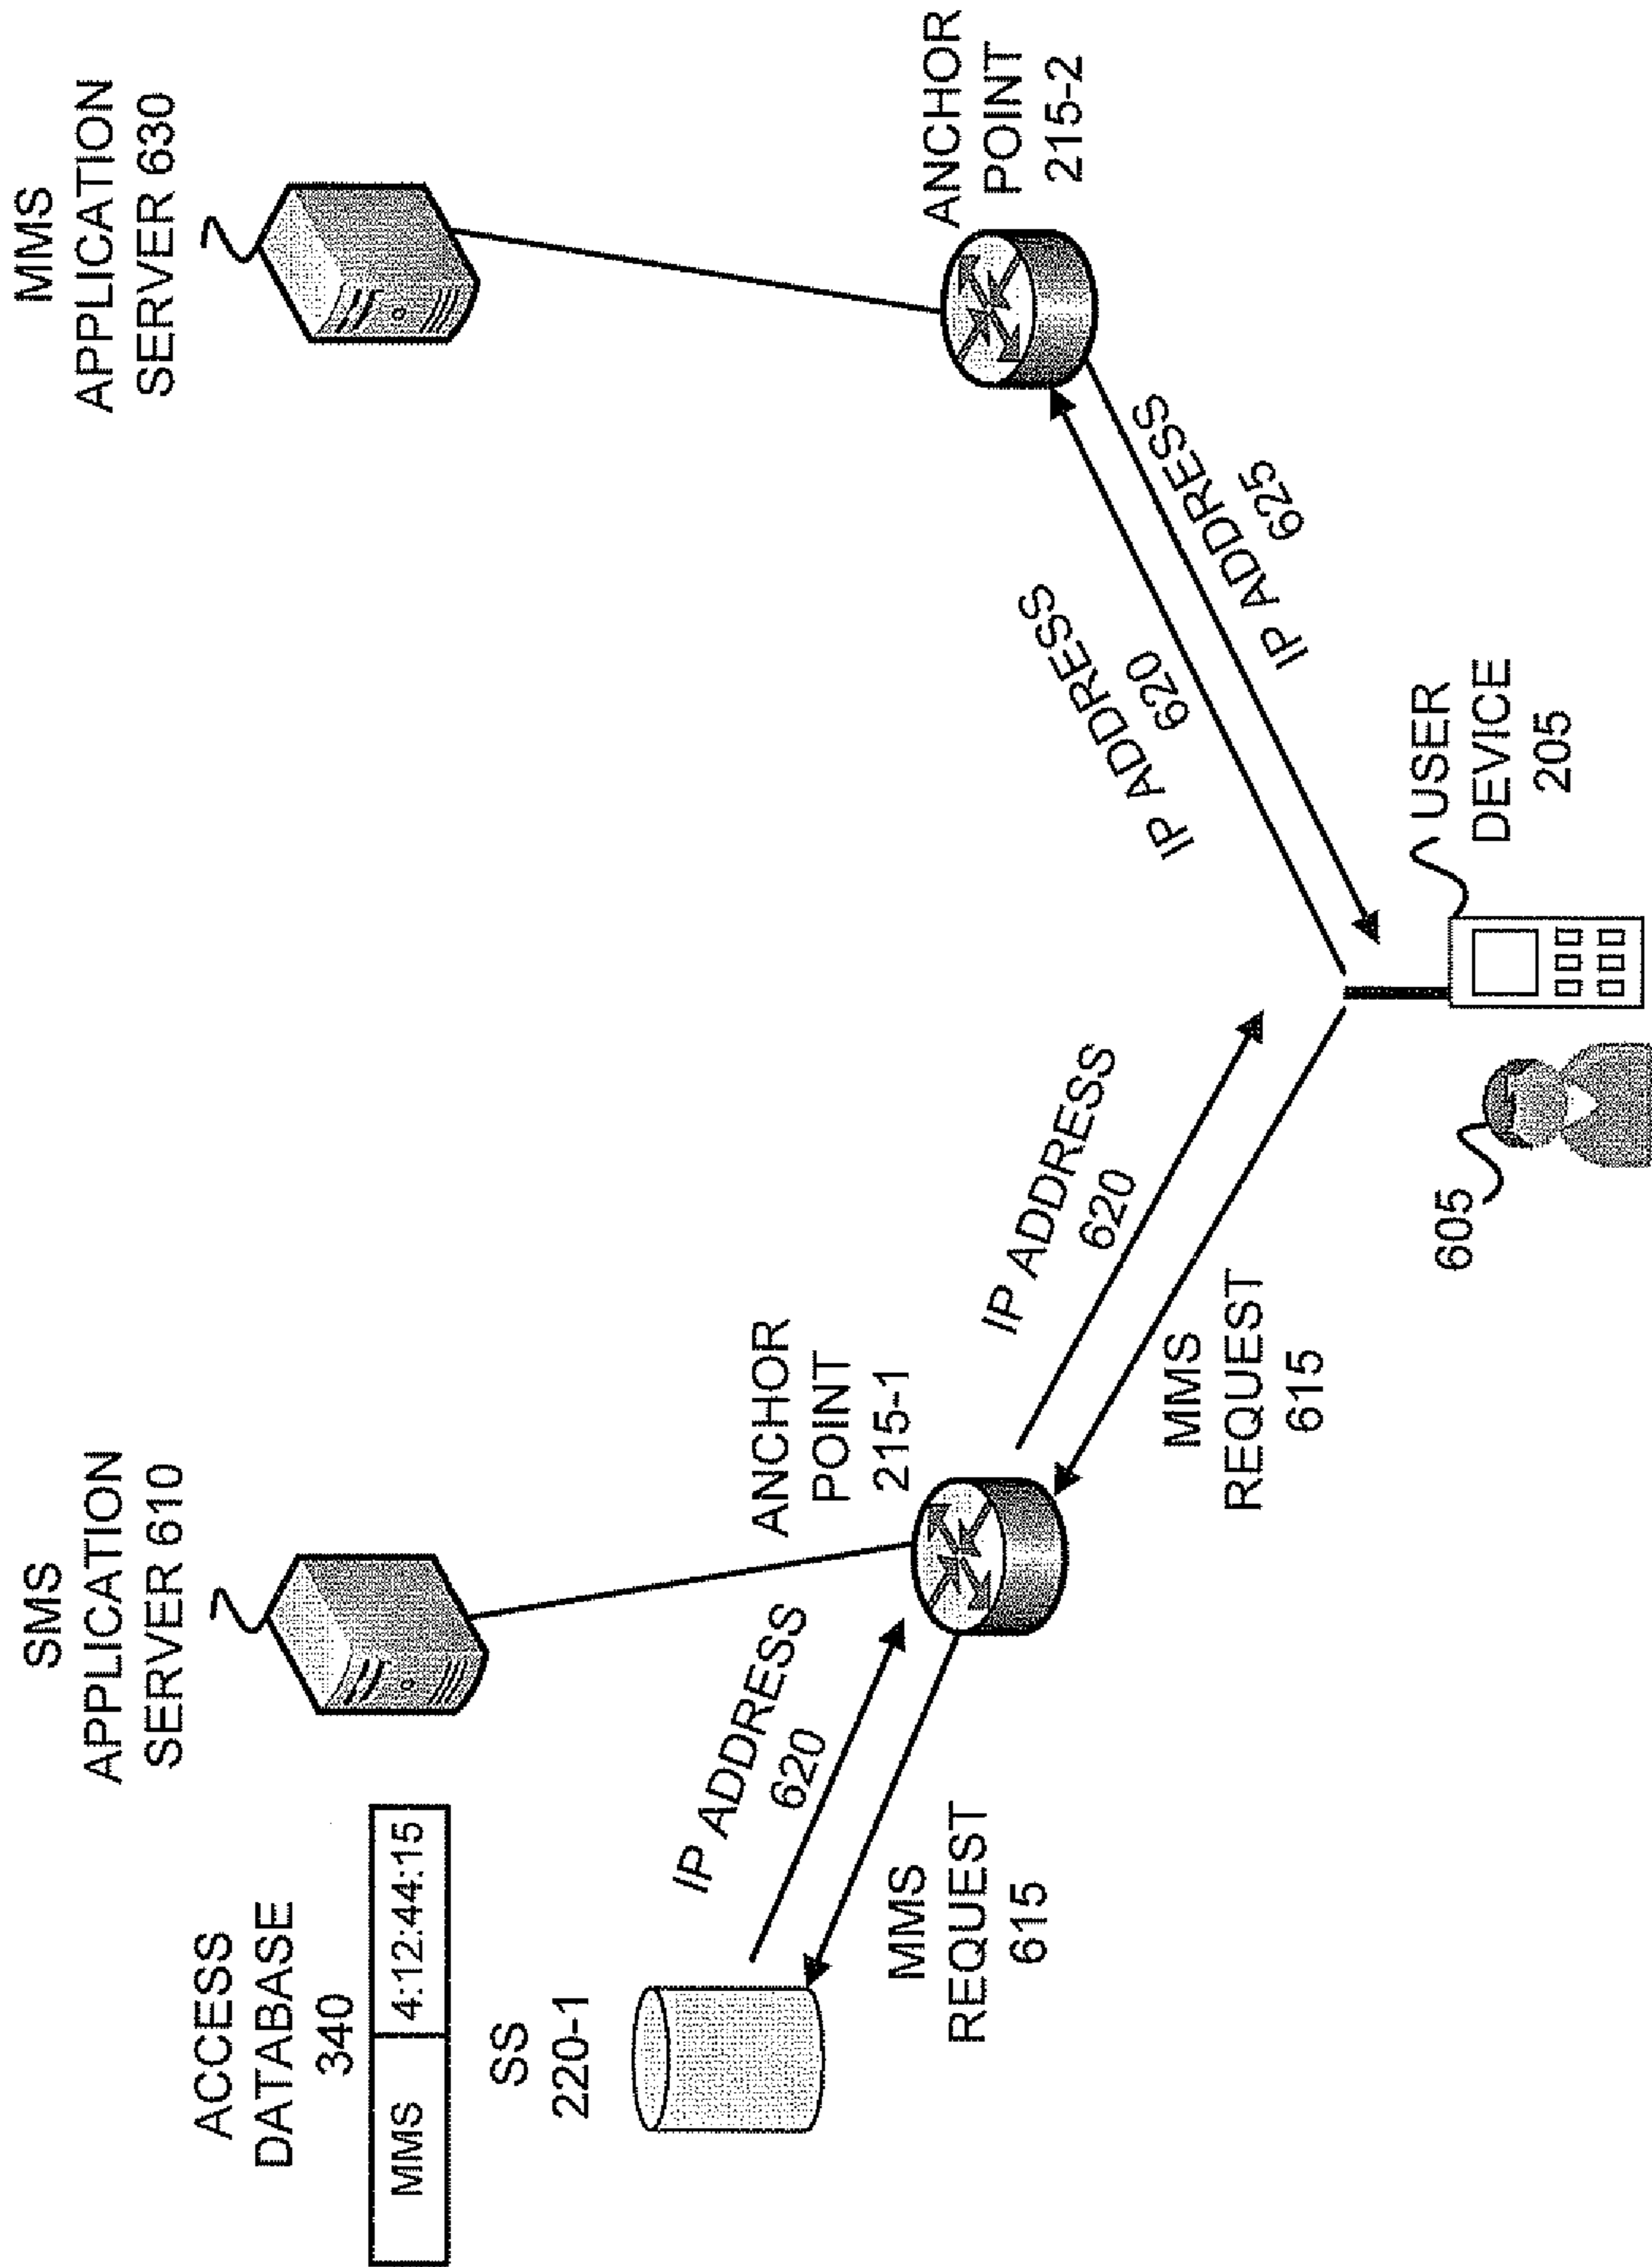 ACCESS
DATABASE
340
MMS 4:12:44:15
SS
220-1
SMS
APPLICATION
SERVER 610
MMS
APPLICATION
SERVER 630
IP ADDRESS
620
MMS
REQUEST
615
ANCHOR
POINT
215-1
IP ADDRESS
620
MMS
REQUEST
615
IP ADDRESS
620
IP ADDRESS
625
ANCHOR
POINT
215-2
605
USER
DEVICE
205